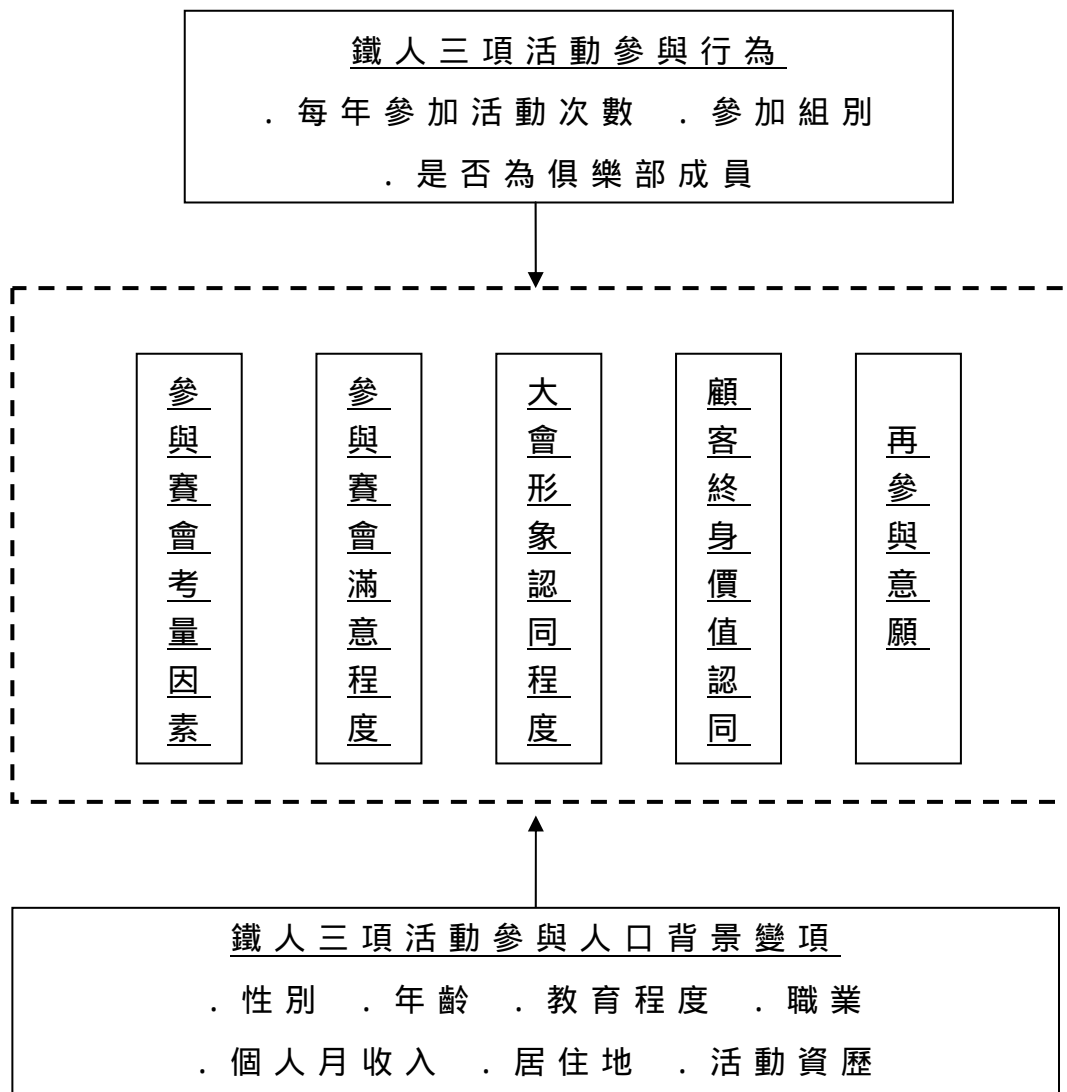 鐵人三項活動參與行為
.每年參加活動次數 .參加組別
.是否為俱樂部成員
參與賽會考量因素
參與賽會滿意程度
大會形象認同程度
顧客終身價值認同
再參與意願
鐵人三項活動參與人口背景變項
.性別 .年齡 .教育程度 .職業
.個人月收入 .居住地 .活動資歷